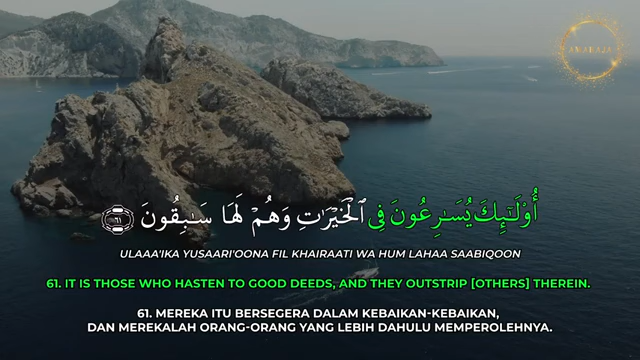 أُو۟لَـٰٓئِكَ يُسَـٰرِعُونَ فِى ٱلْخَيْرَٰتِ وَهُمْ لَهَا سَـٰبِقُونَ ٦١
ULAAA'IKA YUSAARI'OONA FIL KHAIRAATI WA HUM LAHAA SAABIQOON
61. IT IS THOSE WHO HASTEN TO GOOD DEEDS, AND THEY OUTSTRIP [OTHERS] THEREIN.
61. MEREKA ITU BERSEGERA DALAM KEBAIKAN-KEBAIKAN,
DAN MEREKALAH ORANG-ORANG YANG LEBIH DAHULU MEMPEROLEHNYA.